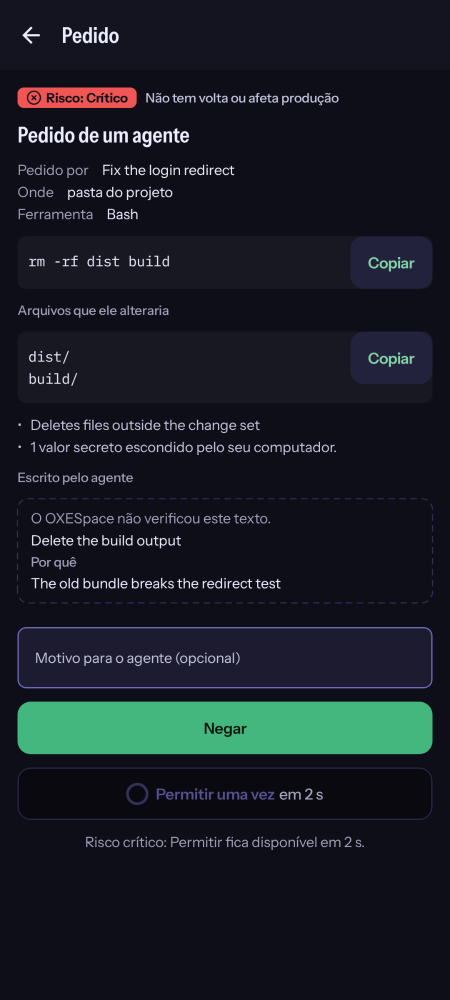 Pedido
Risco: Crítico Não tem volta ou afeta produção
Pedido de um agente
Pedido por Fix the login redirect
Onde pasta do projeto
Ferramenta Bash
rm -rf dist build Copiar
Arquivos que ele alteraria
dist/ Copiar
build/
• Deletes files outside the change set
• 1 valor secreto escondido pelo seu computador.
Escrito pelo agente
O OXESpace não verificou este texto.
Delete the build output
Por quê
The old bundle breaks the redirect test
Motivo para o agente (opcional)
Negar
Permitir uma vez em 2 s
Risco crítico: Permitir fica disponível em 2 s.